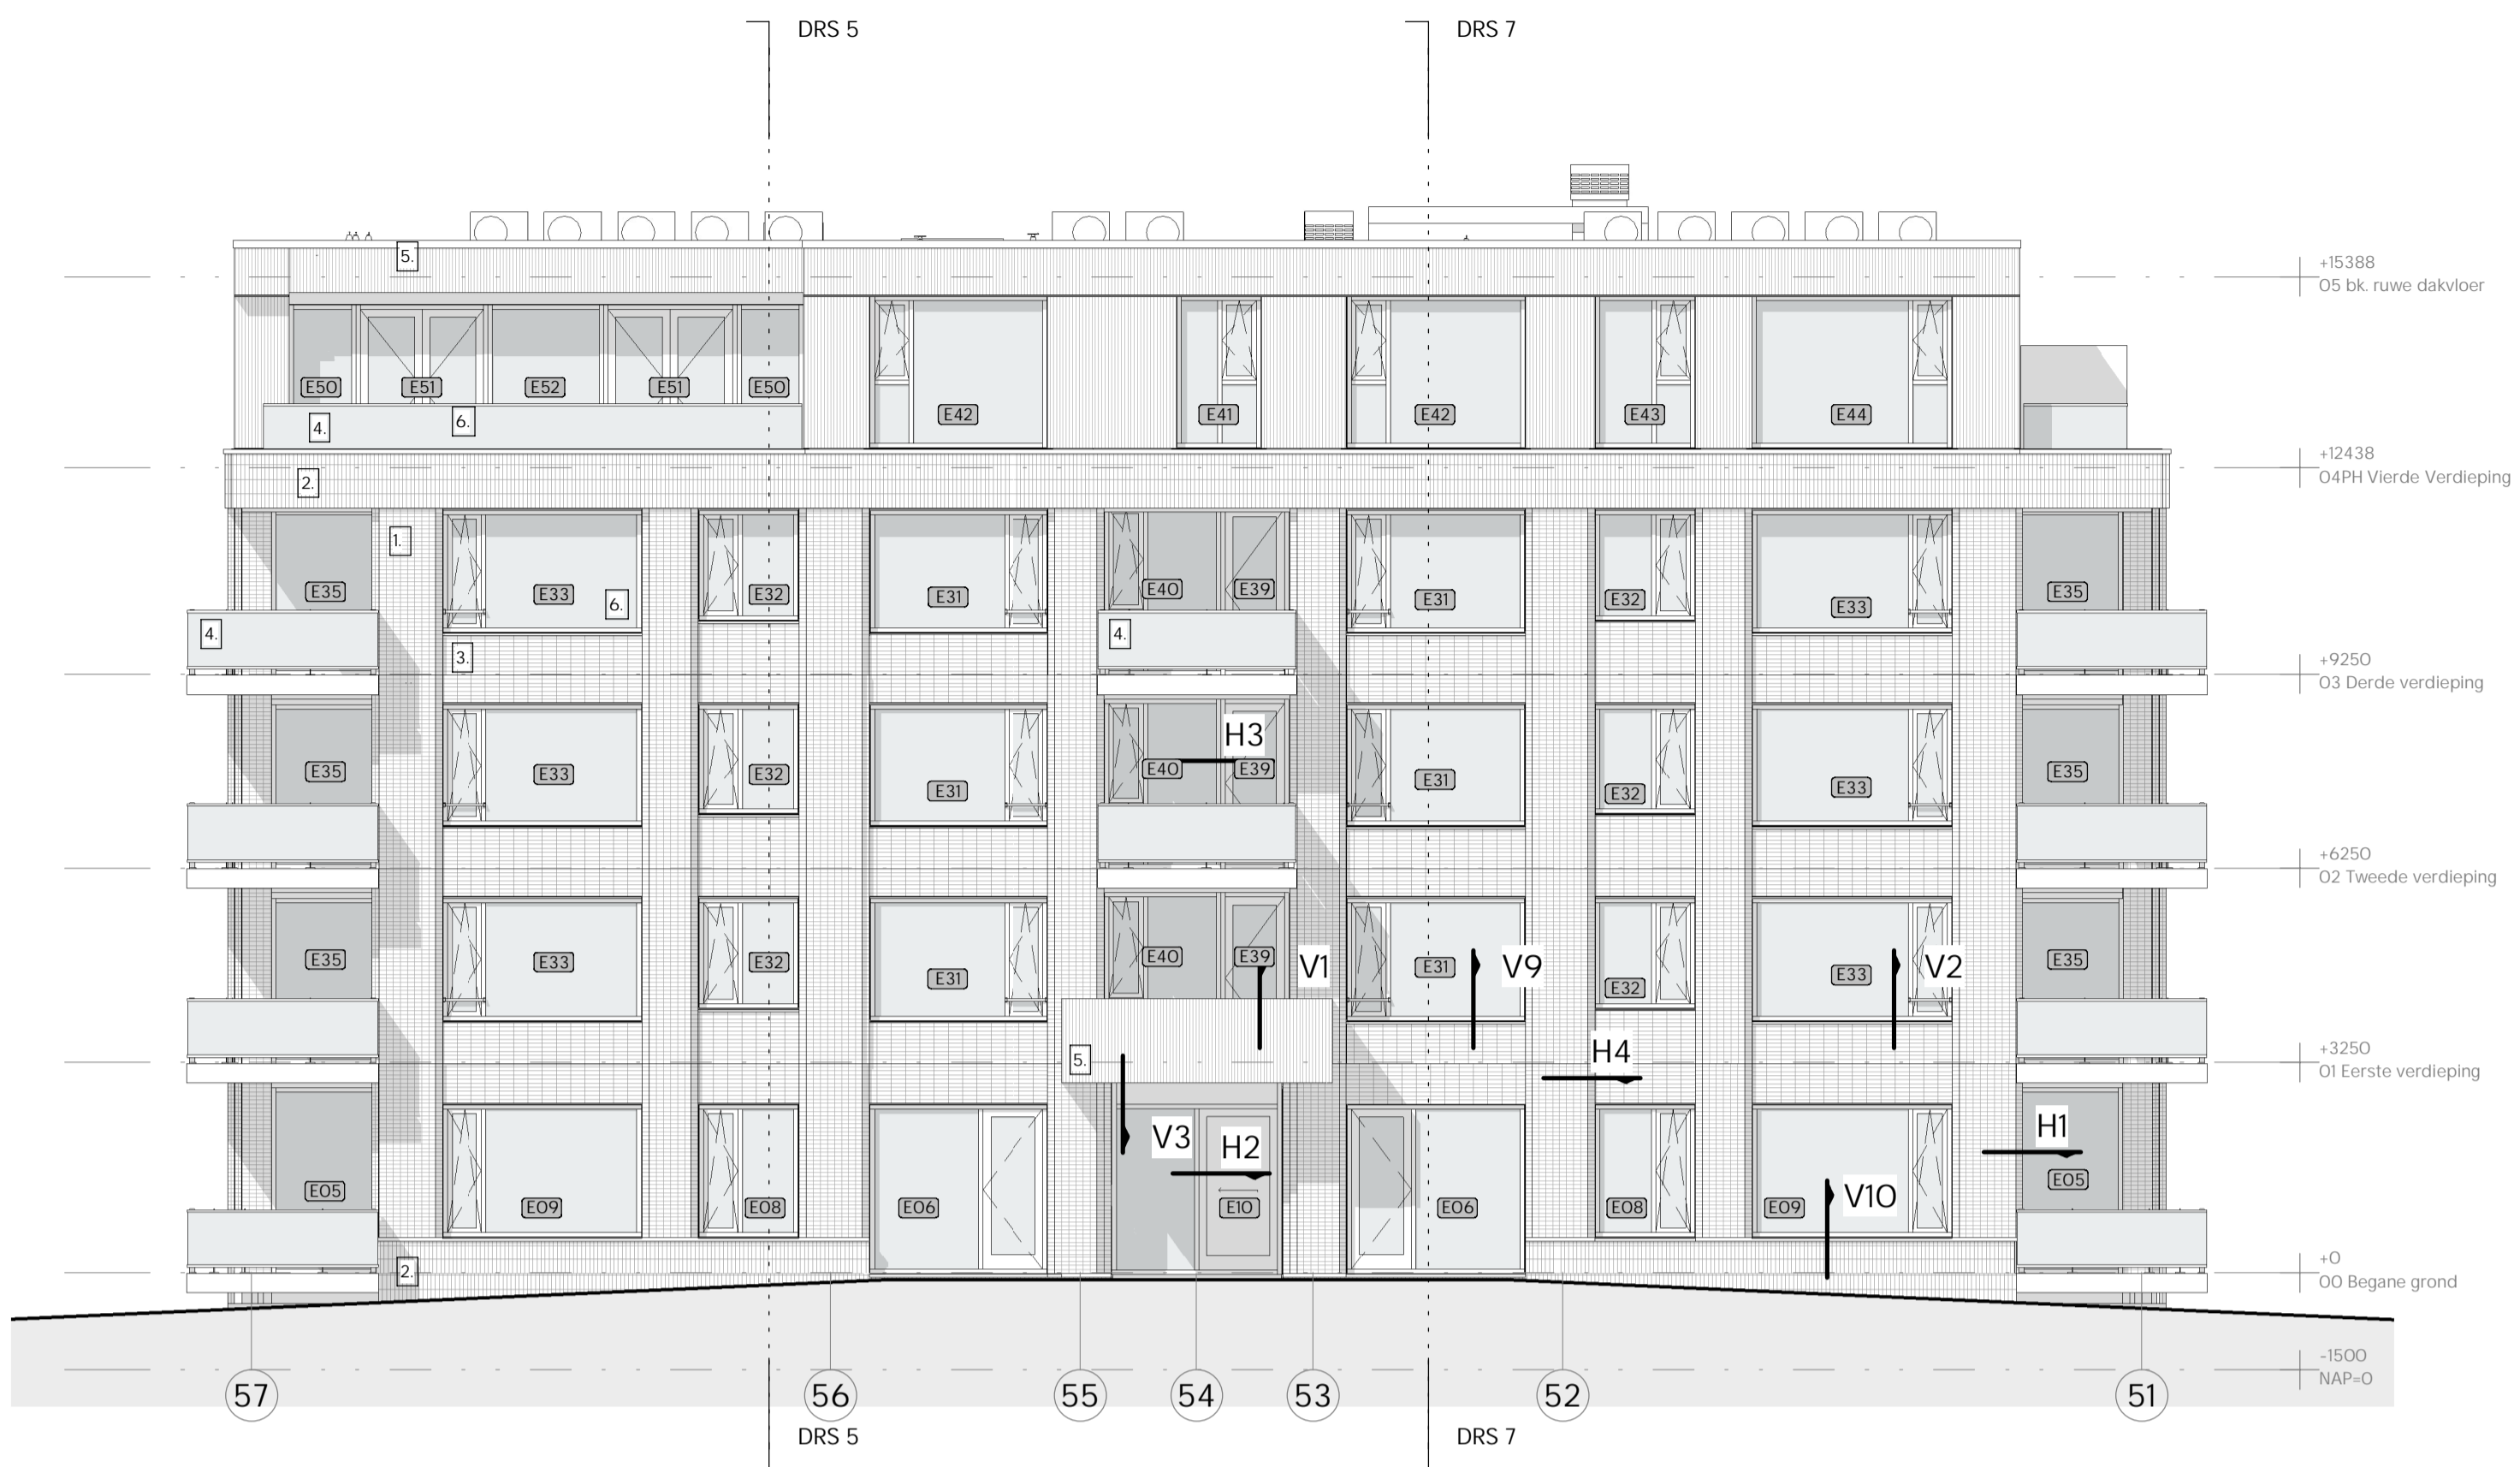 DRS 5
DRS 7
5.
+15388
05 bk. ruwe dakvloer
E50
E51
E52
E51
E50
4.
6.
E42
E41
E42
E43
E44
+12438
04PH Vierde Verdieping
2.
1.
E35
E33
6.
E32
E31
E40
E39
E31
E32
E33
E35
4.
4.
3.
+9250
03 Derde verdieping
H3
E35
E33
E32
E31
E40
E39
E31
E32
E33
E35
+6250
02 Tweede verdieping
E35
E33
E32
E31
E40
E39
V1
E31
V9
E32
E33
V2
E35
5.
H4
+3250
01 Eerste verdieping
V3
H2
H1
E05
E09
E08
E06
E10
E06
E08
E09
V10
E05
2.
+0
00 Begane grond
-1500
NAP=0
57
56
55
54
53
52
51
DRS 5
DRS 7